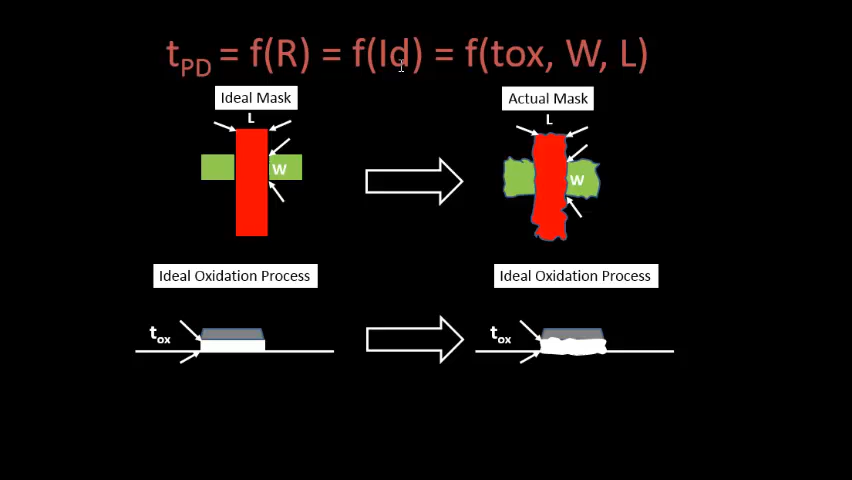 tPD = f(R) = f(Id) = f(tox, W, L)
Ideal Mask
Actual Mask
L
L
W
W
Ideal Oxidation Process
Ideal Oxidation Process
tox
tox